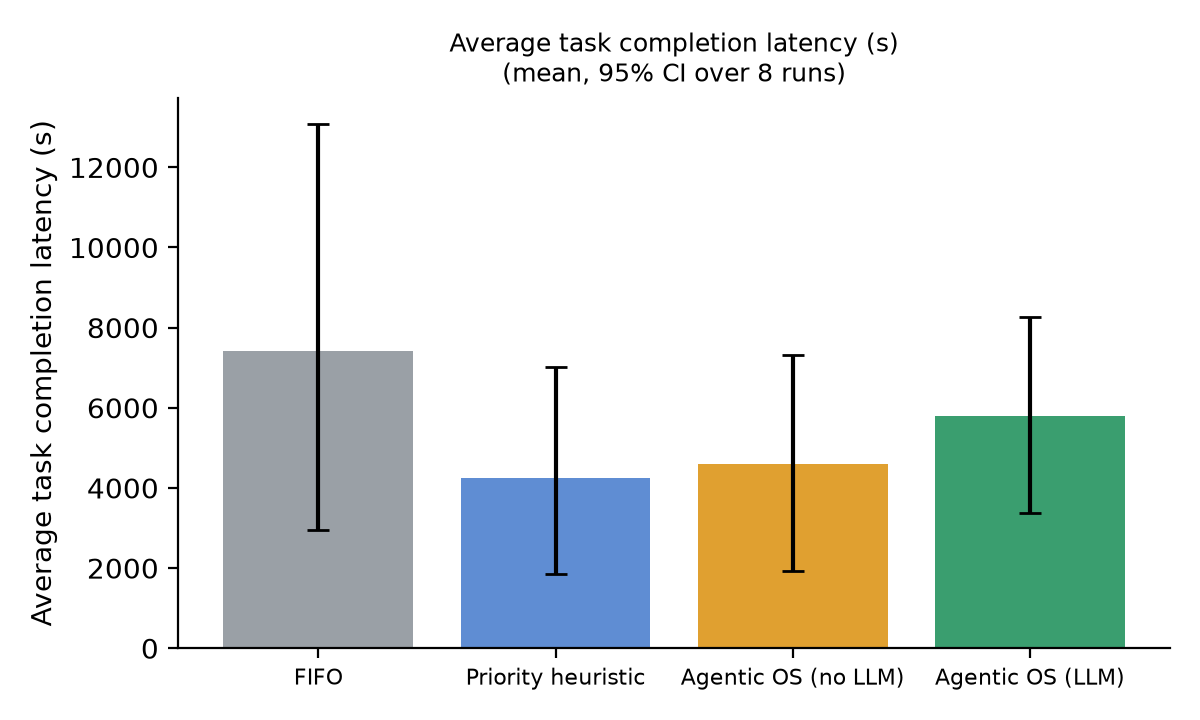 Average task completion latency (s)
(mean, 95% CI over 8 runs)
Average task completion latency (s)
12000
10000
8000
6000
4000
2000
0
FIFO
Priority heuristic
Agentic OS (no LLM)
Agentic OS (LLM)